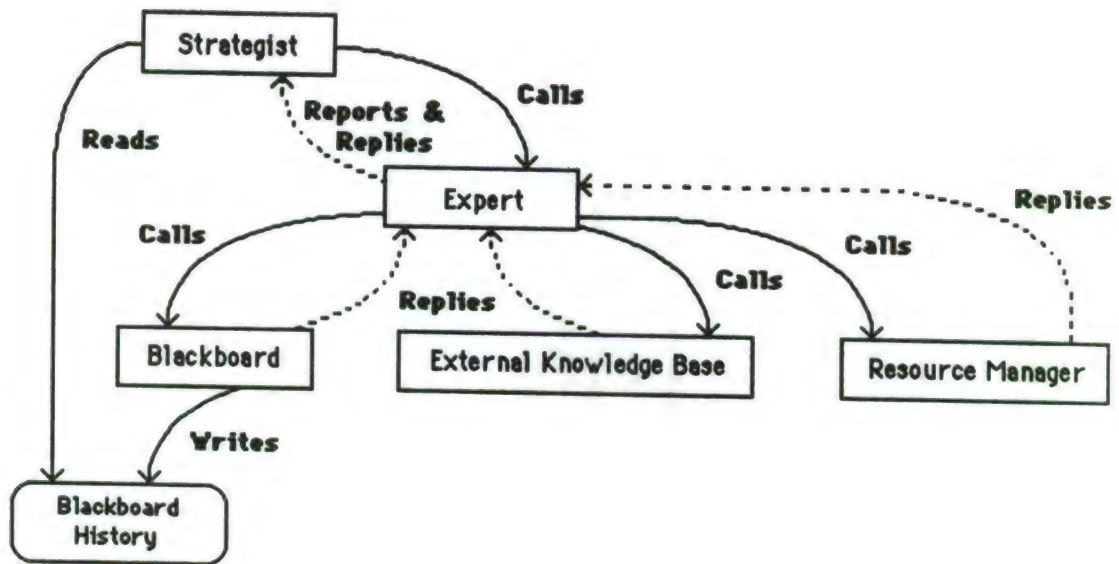 Strategist
Calls
Reports &
Replies
Reads
Expert
Replies
Calls
Calls
Calls
Replies
Blackboard
External Knowledge Base
Resource Manager
Writes
Blackboard
History